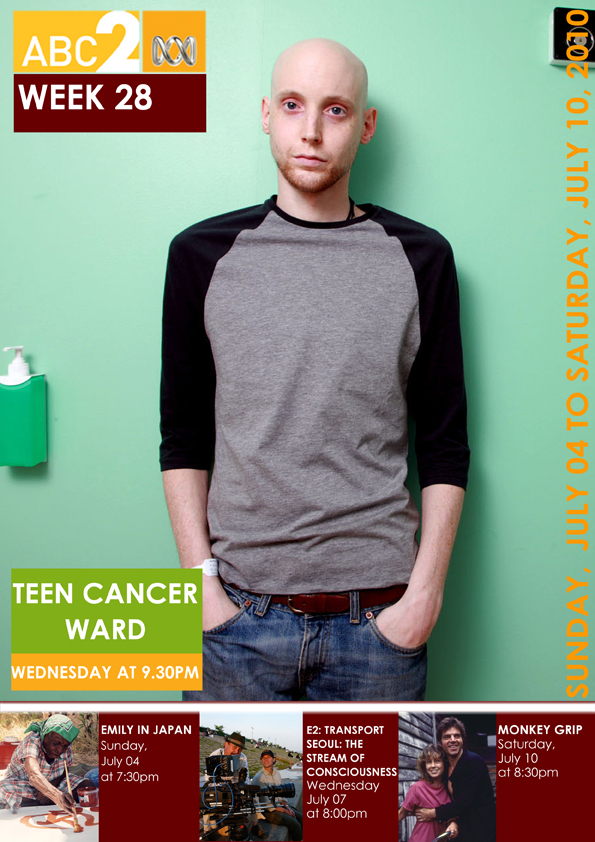 ABC2
WEEK 28
SUNDAY, JULY 04 TO SATURDAY, JULY 10, 2010
TEEN CANCER
WARD
WEDNESDAY AT 9.30PM
EMILY IN JAPAN
Sunday,
July 04
at 7:30pm
E2: TRANSPORT
SEOUL: THE
STREAM OF
CONSCIOUSNESS
Wednesday
July 07
at 8:00pm
MONKEY GRIP
Saturday,
July 10
at 8:30pm